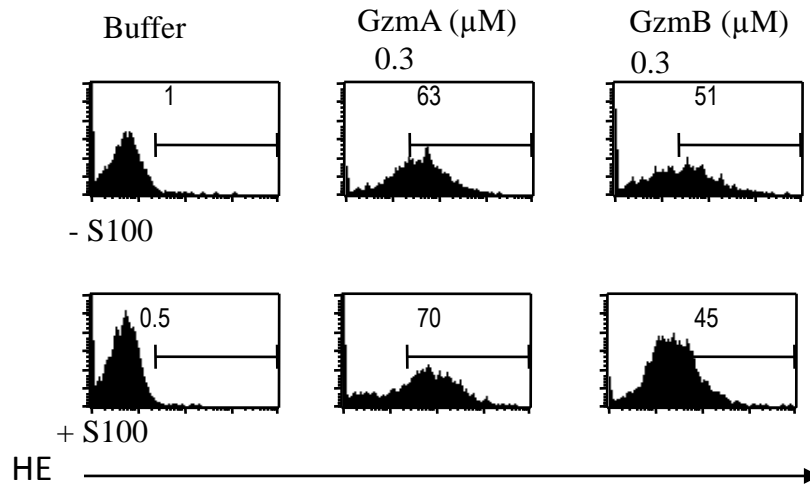 Buffer GzmA (µM) GzmB (µM)
0.3 0.3
1 63 51
- S100
0.5 70 45
+ S100
HE